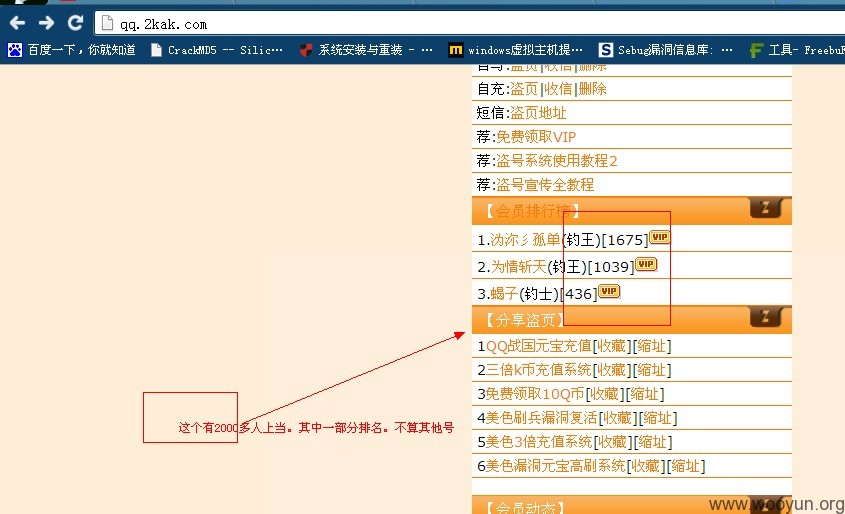 qq.2kak.com
百度一下，你就知道 CrackMD5 -- Silic··· 系统安装与重装 - ··· windows虚拟主机提··· Sebug漏洞信息库: ··· 工具- FreebuF
盗页|收信|删除
自充:盗页|收信|删除
短信:盗页地址
荐:免费领取VIP
荐:盗号系统使用教程2
荐:盗号宣传全教程
【会员排行榜】
(钓王)[1675] VIP
2.为情斩天(钓王)[1039] VIP
3.蝎子(钓士)[436] VIP
【分享盗页】
1QQ战国元宝充值[收藏][缩址]
2三倍k币充值系统[收藏][缩址]
3免费领取10Q币[收藏][缩址]
这个有2000多人上当。其中一部分排名。不算其他号
4美色刷兵漏洞复活[收藏][缩址]
5美色3倍充值系统[收藏][缩址]
6美色漏洞元宝高刷系统[收藏][缩址]
【会员动态】
www.wooyun.org